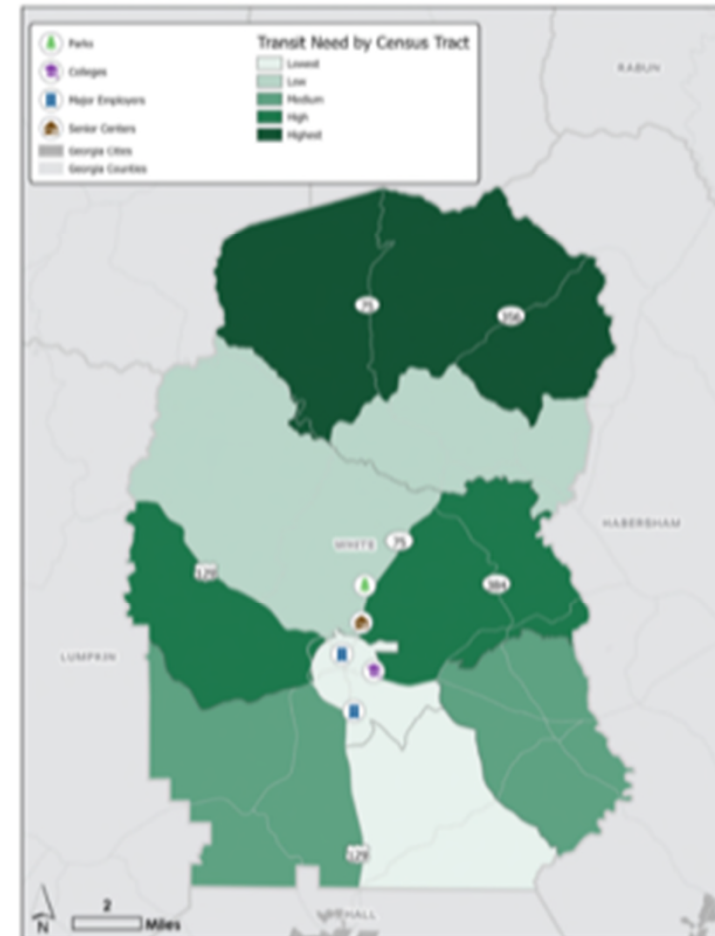 Parks
Colleges
Major Employers
Senior Centers
Georgia Cities
Georgia Counties
Transit Need by Census Tract
Lowest
Low
Medium
High
Highest
RABUN
75
356
HABERSHAM
WHITE
75
129
384
LUMPKIN
129
HALL
N
2
Miles